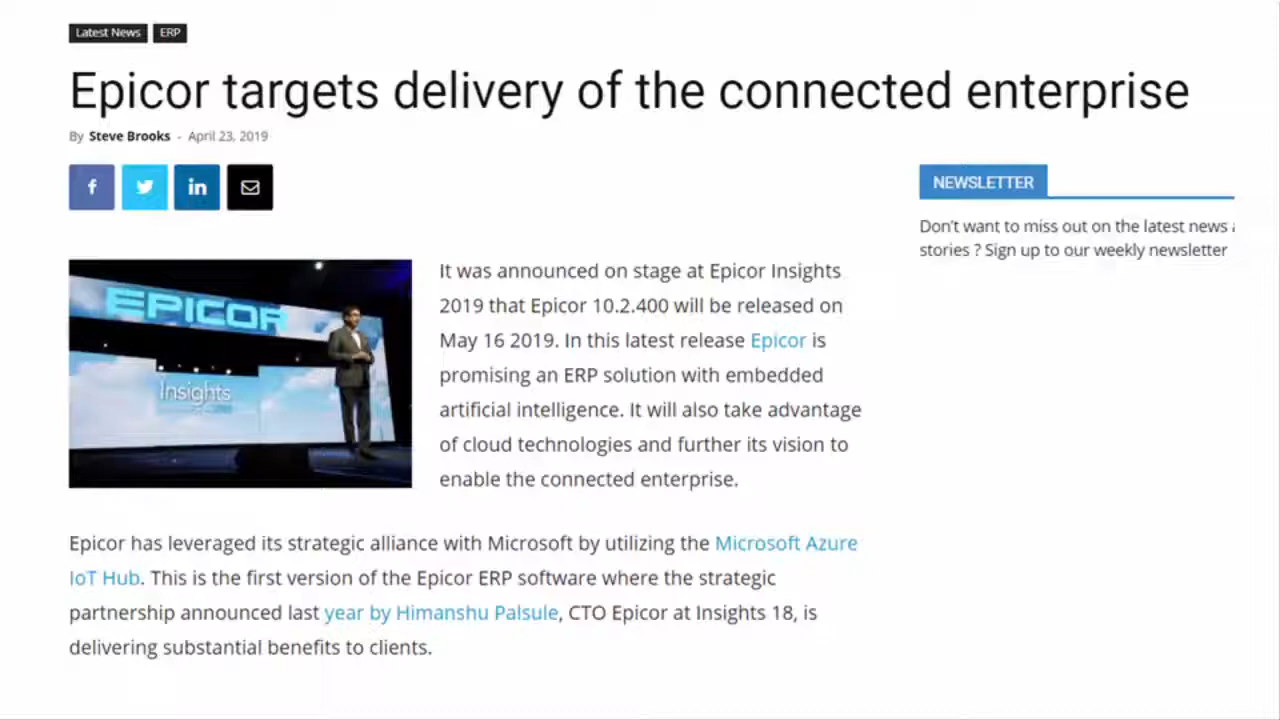 Latest News ERP
Epicor targets delivery of the connected enterprise
By Steve Brooks - April 23, 2019
f in
NEWSLETTER
Don't want to miss out on the latest news
stories ? Sign up to our weekly newsletter
EPICOR
Insights
It was announced on stage at Epicor Insights
2019 that Epicor 10.2.400 will be released on
May 16 2019. In this latest release Epicor is
promising an ERP solution with embedded
artificial intelligence. It will also take advantage
of cloud technologies and further its vision to
enable the connected enterprise.
Epicor has leveraged its strategic alliance with Microsoft by utilizing the Microsoft Azure
IoT Hub. This is the first version of the Epicor ERP software where the strategic
partnership announced last year by Himanshu Palsule, CTO Epicor at Insights 18, is
delivering substantial benefits to clients.